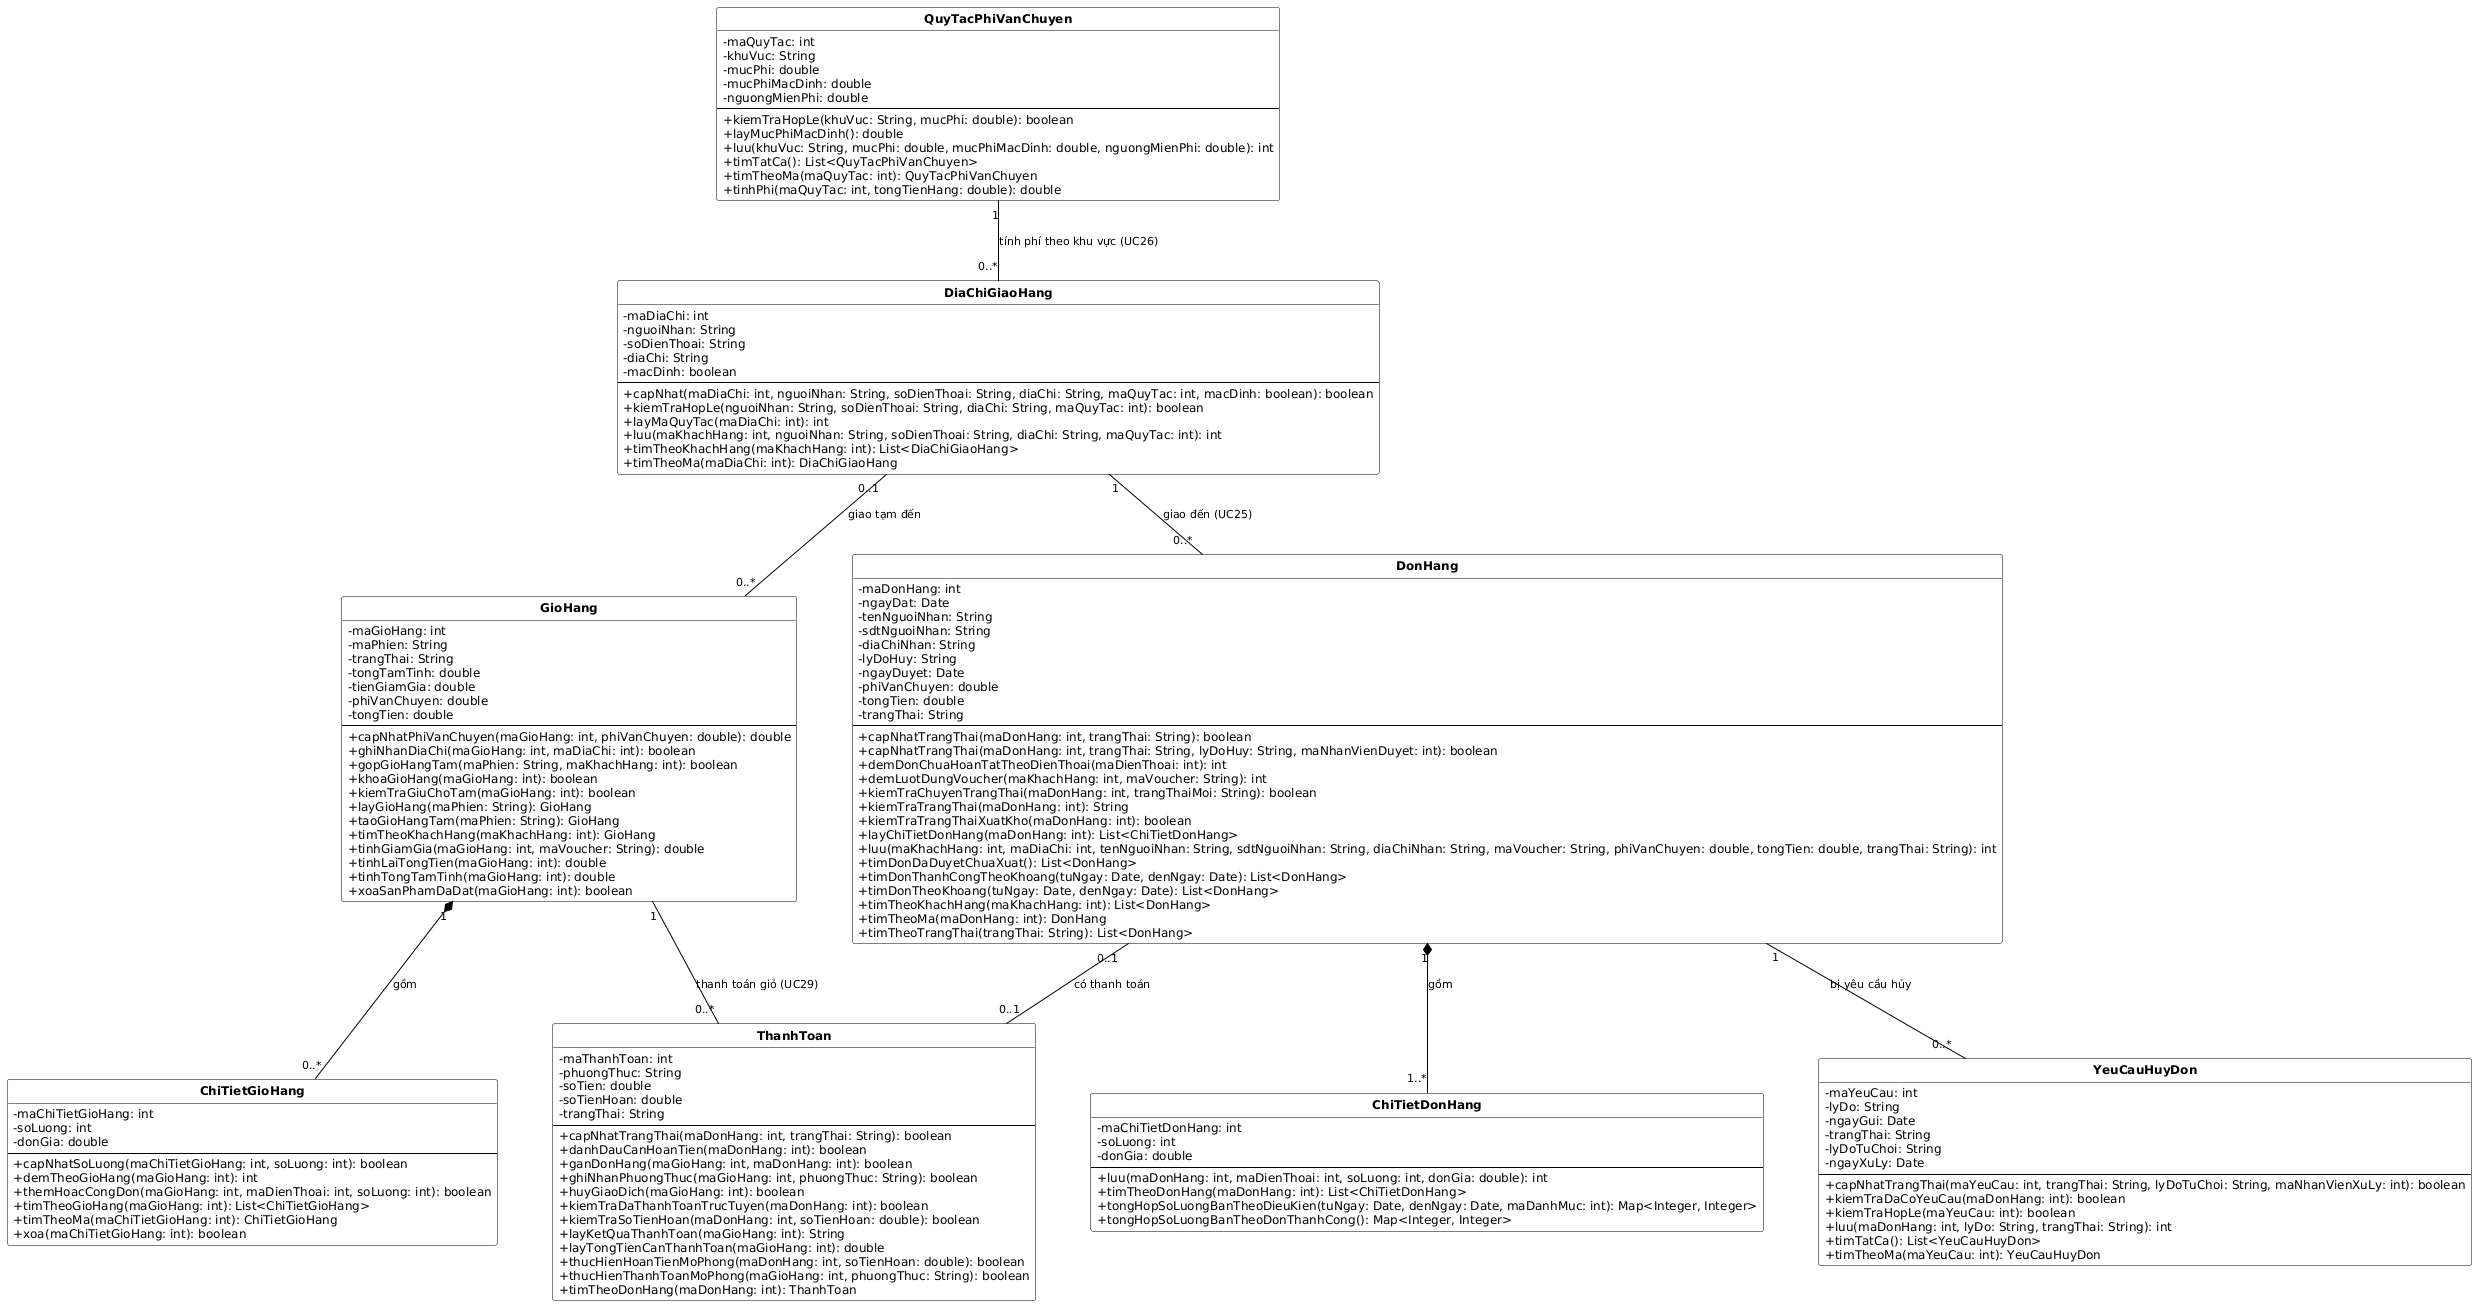 QuyTacPhiVanChuyen
-maQuyTac: int
-khuVuc: String
-mucPhi: double
-mucPhiMacDinh: double
-nguongMienPhi: double
+kiemTraHopLe(khuVuc: String, mucPhi: double): boolean
+layMucPhiMacDinh(): double
+luu(khuVuc: String, mucPhi: double, mucPhiMacDinh: double, nguongMienPhi: double): int
+timTatCa(): List<QuyTacPhiVanChuyen>
+timTheoMa(maQuyTac: int): QuyTacPhiVanChuyen
+tinhPhi(maQuyTac: int, tongTienHang: double): double
1
tính phí theo khu vực (UC26)
0..*
DiaChiGiaoHang
-maDiaChi: int
-nguoiNhan: String
-soDienThoai: String
-diaChi: String
-macDinh: boolean
+capNhat(maDiaChi: int, nguoiNhan: String, soDienThoai: String, diaChi: String, maQuyTac: int, macDinh: boolean): boolean
+kiemTraHopLe(nguoiNhan: String, soDienThoai: String, diaChi: String, maQuyTac: int): boolean
+layMaQuyTac(maDiaChi: int): int
+luu(maKhachHang: int, nguoiNhan: String, soDienThoai: String, diaChi: String, maQuyTac: int): int
+timTheoKhachHang(maKhachHang: int): List<DiaChiGiaoHang>
+timTheoMa(maDiaChi: int): DiaChiGiaoHang
0..1
giao tạm đến
0..*
1
giao đến (UC25)
0..*
GioHang
-maGioHang: int
-maPhien: String
-trangThai: String
-tongTamTinh: double
-tienGiamGia: double
-phiVanChuyen: double
-tongTien: double
+capNhatPhiVanChuyen(maGioHang: int, phiVanChuyen: double): double
+ghiNhanDiaChi(maGioHang: int, maDiaChi: int): boolean
+gopGioHangTam(maPhien: String, maKhachHang: int): boolean
+khoaGioHang(maGioHang: int): boolean
+kiemTraGiuChoTam(maGioHang: int): boolean
+layGioHang(maPhien: String): GioHang
+taoGioHangTam(maPhien: String): GioHang
+timTheoKhachHang(maKhachHang: int): GioHang
+tinhGiamGia(maGioHang: int, maVoucher: String): double
+tinhLaiTongTien(maGioHang: int): double
+tinhTongTamTinh(maGioHang: int): double
+xoaSanPhamDaDat(maGioHang: int): boolean
DonHang
-maDonHang: int
-ngayDat: Date
-tenNguoiNhan: String
-sdtNguoiNhan: String
-diaChiNhan: String
-lyDoHuy: String
-ngayDuyet: Date
-phiVanChuyen: double
-tongTien: double
-trangThai: String
+capNhatTrangThai(maDonHang: int, trangThai: String): boolean
+capNhatTrangThai(maDonHang: int, trangThai: String, lyDoHuy: String, maNhanVienDuyet: int): boolean
+demDonChuaHoanTatTheoDienThoai(maDienThoai: int): int
+demLuotDungVoucher(maKhachHang: int, maVoucher: String): int
+kiemTraChuyenTrangThai(maDonHang: int, trangThaiMoi: String): boolean
+kiemTraTrangThai(maDonHang: int): String
+kiemTraTrangThaiXuatKho(maDonHang: int): boolean
+layChiTietDonHang(maDonHang: int): List<ChiTietDonHang>
+luu(maKhachHang: int, maDiaChi: int, tenNguoiNhan: String, sdtNguoiNhan: String, diaChiNhan: String, maVoucher: String, phiVanChuyen: double, tongTien: double, trangThai: String): int
+timDonDaDuyetChuaXuat(): List<DonHang>
+timDonThanhCongTheoKhoang(tuNgay: Date, denNgay: Date): List<DonHang>
+timDonTheoKhoang(tuNgay: Date, denNgay: Date): List<DonHang>
+timTheoKhachHang(maKhachHang: int): List<DonHang>
+timTheoMa(maDonHang: int): DonHang
+timTheoTrangThai(trangThai: String): List<DonHang>
1
gồm
0..*
1
thanh toán giỏ (UC29)
0..*
0..1
có thanh toán
0..1
1
gồm
1..*
1
bị yêu cầu hủy
0..*
ChiTietGioHang
-maChiTietGioHang: int
-soLuong: int
-donGia: double
+capNhatSoLuong(maChiTietGioHang: int, soLuong: int): boolean
+demTheoGioHang(maGioHang: int): int
+themHoacCongDon(maGioHang: int, maDienThoai: int, soLuong: int): boolean
+timTheoGioHang(maGioHang: int): List<ChiTietGioHang>
+timTheoMa(maChiTietGioHang: int): ChiTietGioHang
+xoa(maChiTietGioHang: int): boolean
ThanhToan
-maThanhToan: int
-phuongThuc: String
-soTien: double
-soTienHoan: double
-trangThai: String
+capNhatTrangThai(maDonHang: int, trangThai: String): boolean
+danhDauCanHoanTien(maDonHang: int): boolean
+ganDonHang(maGioHang: int, maDonHang: int): boolean
+ghiNhanPhuongThuc(maGioHang: int, phuongThuc: String): boolean
+huyGiaoDich(maGioHang: int): boolean
+kiemTraDaThanhToanTrucTuyen(maDonHang: int): boolean
+kiemTraSoTienHoan(maDonHang: int, soTienHoan: double): boolean
+layKetQuaThanhToan(maGioHang: int): String
+layTongTienCanThanhToan(maGioHang: int): double
+thucHienHoanTienMoPhong(maDonHang: int, soTienHoan: double): boolean
+thucHienThanhToanMoPhong(maGioHang: int, phuongThuc: String): boolean
+timTheoDonHang(maDonHang: int): ThanhToan
ChiTietDonHang
-maChiTietDonHang: int
-soLuong: int
-donGia: double
+luu(maDonHang: int, maDienThoai: int, soLuong: int, donGia: double): int
+timTheoDonHang(maDonHang: int): List<ChiTietDonHang>
+tongHopSoLuongBanTheoDieuKien(tuNgay: Date, denNgay: Date, maDanhMuc: int): Map<Integer, Integer>
+tongHopSoLuongBanTheoDonThanhCong(): Map<Integer, Integer>
YeuCauHuyDon
-maYeuCau: int
-lyDo: String
-ngayGui: Date
-trangThai: String
-lyDoTuChoi: String
-ngayXuLy: Date
+capNhatTrangThai(maYeuCau: int, trangThai: String, lyDoTuChoi: String, maNhanVienXuLy: int): boolean
+kiemTraDaCoYeuCau(maDonHang: int): boolean
+kiemTraHopLe(maYeuCau: int): boolean
+luu(maDonHang: int, lyDo: String, trangThai: String): int
+timTatCa(): List<YeuCauHuyDon>
+timTheoMa(maYeuCau: int): YeuCauHuyDon